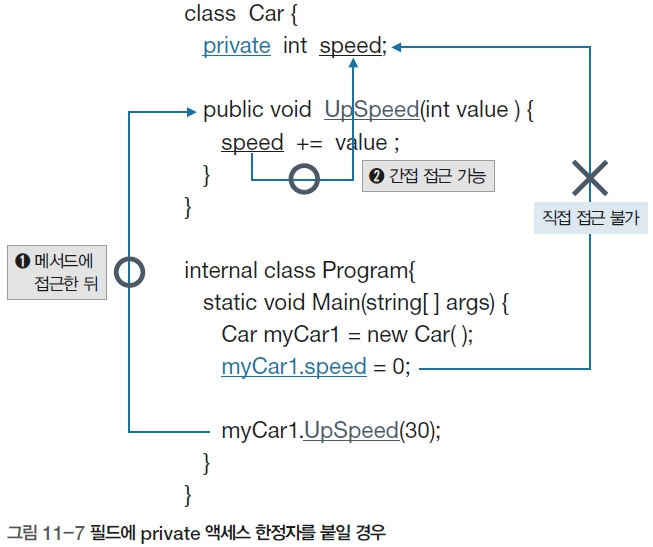 class Car {
private int speed;
public void UpSpeed(int value ) {
speed += value ;
}
❷ 간접 접근 가능
}
직접 접근 불가
❶ 메서드에
접근한 뒤
internal class Program{
static void Main(string[ ] args) {
Car myCar1 = new Car( );
myCar1.speed = 0;
myCar1.UpSpeed(30);
}
}
그림 11-7 필드에 private 액세스 한정자를 붙일 경우